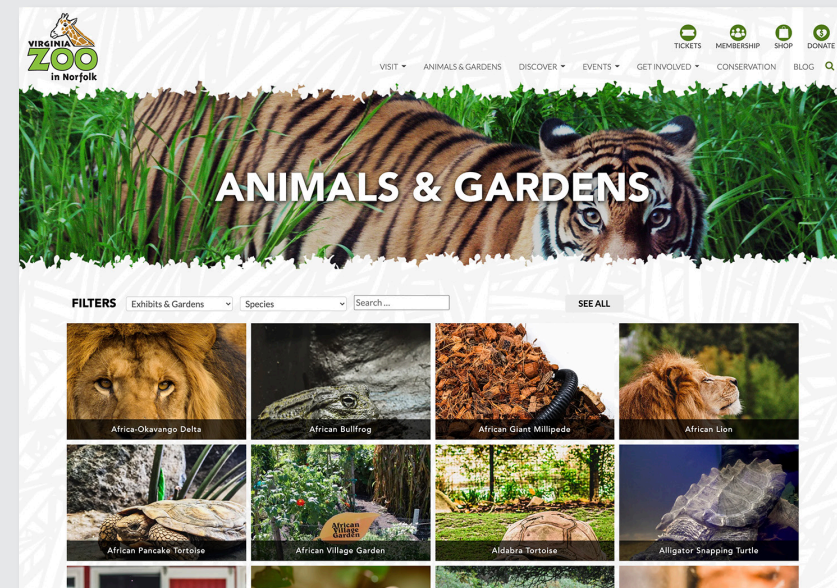 VIRGINIA
ZOO
in Norfolk
TICKETS
MEMBERSHIP
SHOP
DONATE
VISIT
ANIMALS & GARDENS
DISCOVER
EVENTS
GET INVOLVED
CONSERVATION
BLOG
ANIMALS & GARDENS
FILTERS
Exhibits & Gardens
Species
Search ...
SEE ALL
Africa-Okavango Delta
African Bullfrog
African Giant Millipede
African Lion
African Village Garden
African Pancake Tortoise
African Village Garden
Aldabra Tortoise
Alligator Snapping Turtle